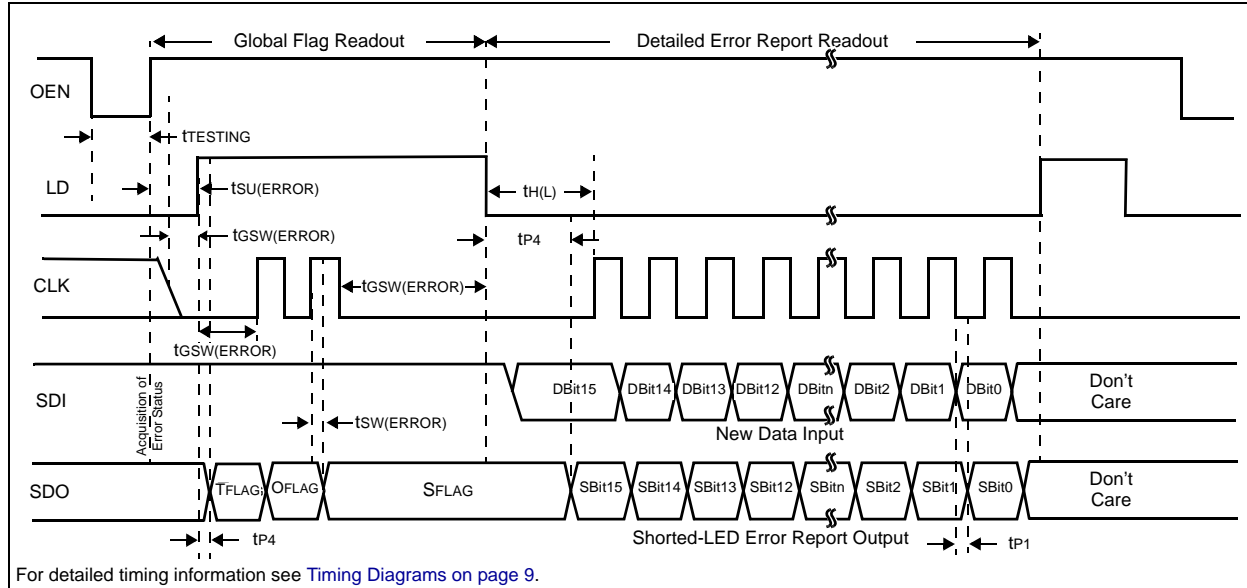 Global Flag Readout
Detailed Error Report Readout
OEN
tTESTING
LD
tSU(ERROR)
tH(L)
tGSW(ERROR)
tP4
CLK
tGSW(ERROR)
tGSW(ERROR)
SDI
Acquisition of
Error Status
DBit15 DBit14 DBit13 DBit12 DBitn DBit2 DBit1 DBit0 Don't
Care
tSW(ERROR)
New Data Input
SDO
TFLAG OFLAG SFLAG SBit15 SBit14 SBit13 SBit12 SBitn SBit2 SBit1 SBit0 Don't
Care
tP4
Shorted-LED Error Report Output
tP1
For detailed timing information see Timing Diagrams on page 9.